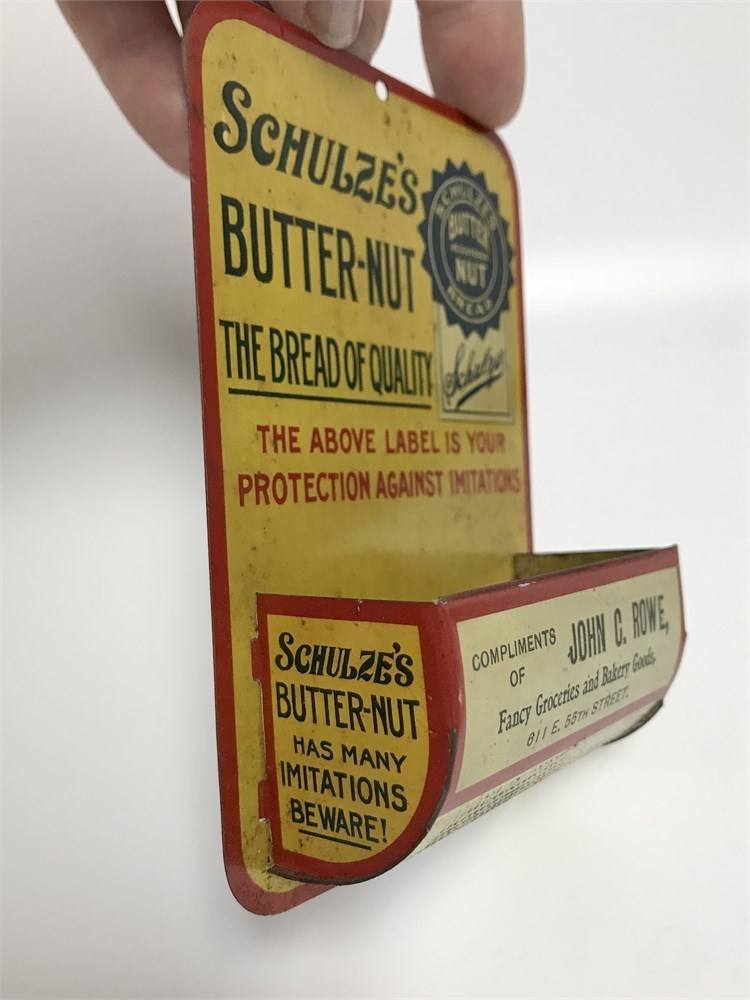 SCHULZE'S
BUTTER-NUT
THE BREAD OF QUALITY
SCHULZE'S
BUTTER
NUT
BREAD
Schulze
THE ABOVE LABEL IS YOUR
PROTECTION AGAINST IMITATIONS
SCHULZE'S
BUTTER-NUT
HAS MANY
IMITATIONS
BEWARE!
COMPLIMENTS OF
JOHN C. ROWE,
Fancy Groceries and Bakery Goods,
811 E. 55TH STREET.